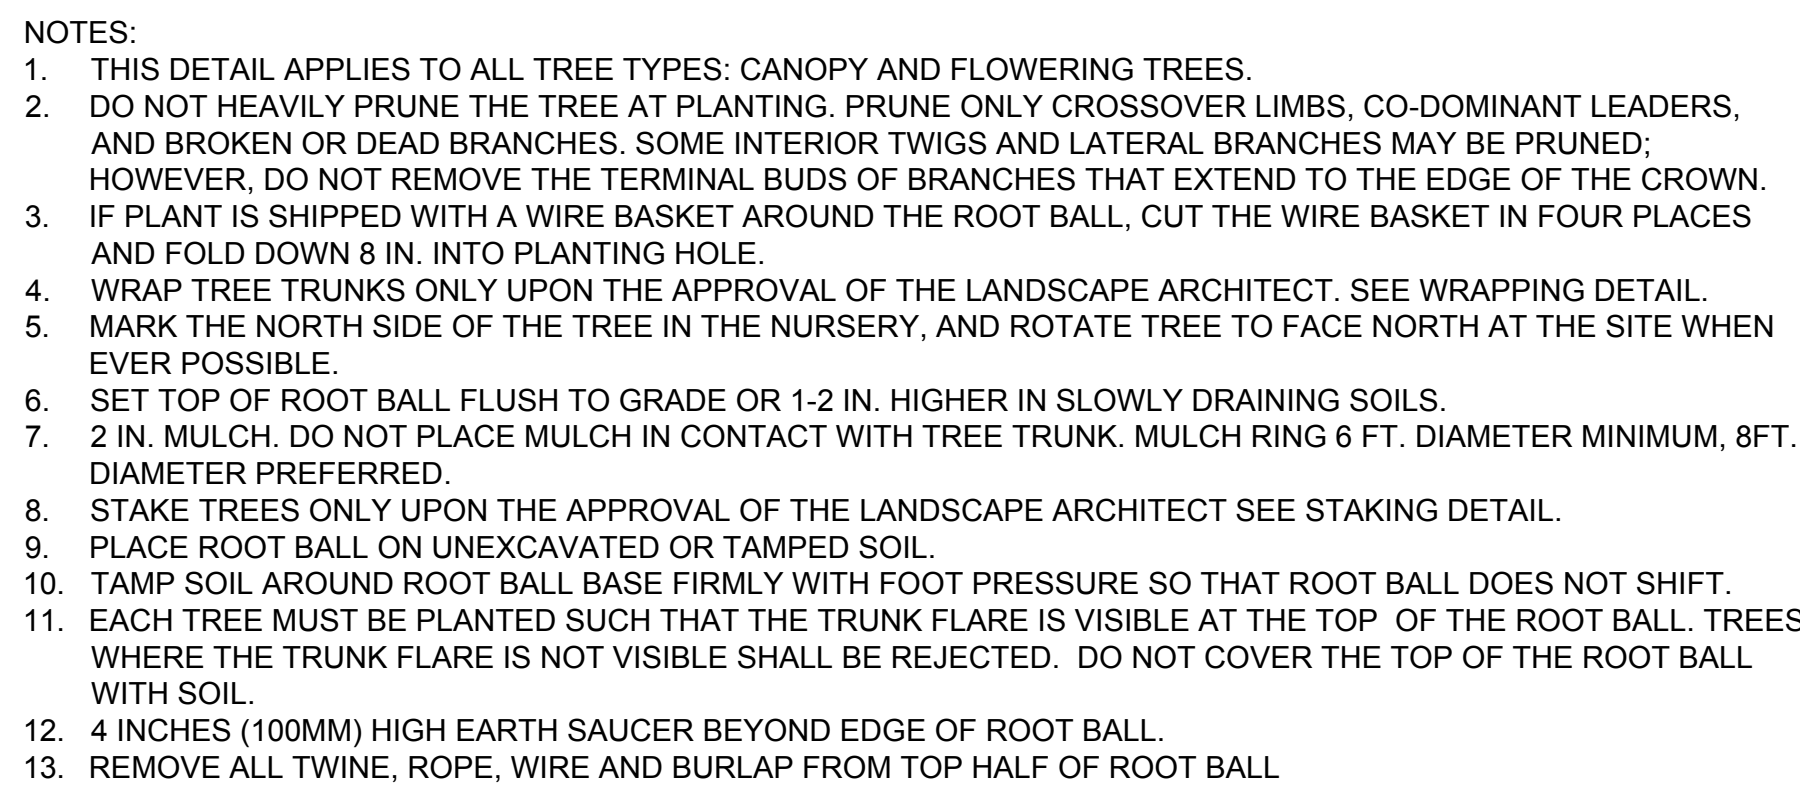 NOTES:
1. THIS DETAIL APPLIES TO ALL TREE TYPES: CANOPY AND FLOWERING TREES.
2. DO NOT HEAVILY PRUNE THE TREE AT PLANTING. PRUNE ONLY CROSSOVER LIMBS, CO-DOMINANT LEADERS,
AND BROKEN OR DEAD BRANCHES. SOME INTERIOR TWIGS AND LATERAL BRANCHES MAY BE PRUNED;
HOWEVER, DO NOT REMOVE THE TERMINAL BUDS OF BRANCHES THAT EXTEND TO THE EDGE OF THE CROWN.
3. IF PLANT IS SHIPPED WITH A WIRE BASKET AROUND THE ROOT BALL, CUT THE WIRE BASKET IN FOUR PLACES
AND FOLD DOWN 8 IN. INTO PLANTING HOLE.
4. WRAP TREE TRUNKS ONLY UPON THE APPROVAL OF THE LANDSCAPE ARCHITECT. SEE WRAPPING DETAIL.
5. MARK THE NORTH SIDE OF THE TREE IN THE NURSERY, AND ROTATE TREE TO FACE NORTH AT THE SITE WHEN
EVER POSSIBLE.
6. SET TOP OF ROOT BALL FLUSH TO GRADE OR 1-2 IN. HIGHER IN SLOWLY DRAINING SOILS.
7. 2 IN. MULCH. DO NOT PLACE MULCH IN CONTACT WITH TREE TRUNK. MULCH RING 6 FT. DIAMETER MINIMUM, 8FT.
DIAMETER PREFERRED.
8. STAKE TREES ONLY UPON THE APPROVAL OF THE LANDSCAPE ARCHITECT SEE STAKING DETAIL.
9. PLACE ROOT BALL ON UNEXCAVATED OR TAMPED SOIL.
10. TAMP SOIL AROUND ROOT BALL BASE FIRMLY WITH FOOT PRESSURE SO THAT ROOT BALL DOES NOT SHIFT.
11. EACH TREE MUST BE PLANTED SUCH THAT THE TRUNK FLARE IS VISIBLE AT THE TOP OF THE ROOT BALL. TREES
WHERE THE TRUNK FLARE IS NOT VISIBLE SHALL BE REJECTED. DO NOT COVER THE TOP OF THE ROOT BALL
WITH SOIL.
12. 4 INCHES (100MM) HIGH EARTH SAUCER BEYOND EDGE OF ROOT BALL.
13. REMOVE ALL TWINE, ROPE, WIRE AND BURLAP FROM TOP HALF OF ROOT BALL